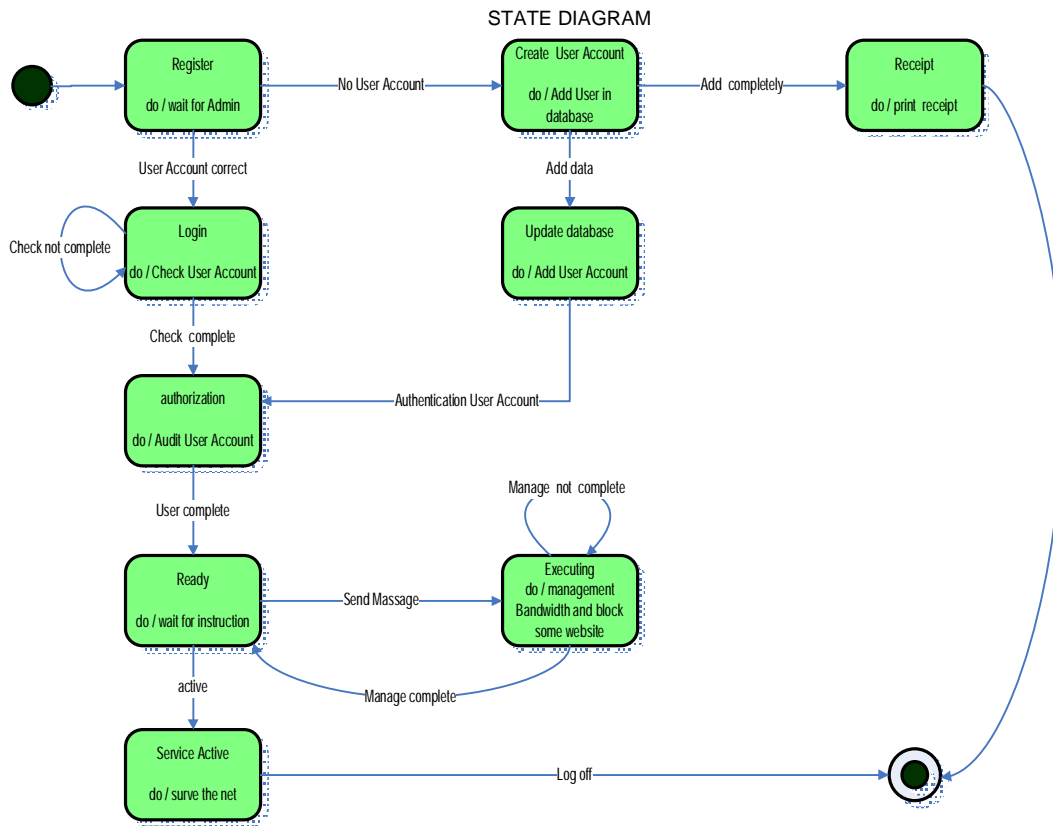 STATE DIAGRAM
Register
do / wait for Admin
No User Account
Create User Account
do / Add User in
database
Add completely
Receipt
do / print receipt
User Account correct
Add data
Check not complete
Login
do / Check User Account
Update database
do / Add User Account
Check complete
authorization
do / Audit User Account
Authentication User Account
User complete
Manage not complete
Ready
do / wait for instruction
Send Massage
Executing
do / management
Bandwidth and block
some website
active
Manage complete
Service Active
do / surve the net
Log off